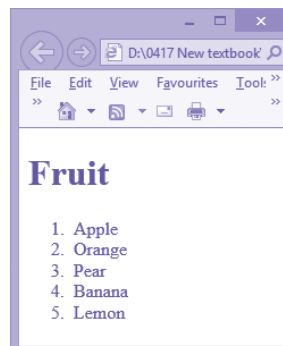 D:\0417 New textbook\
File Edit View Favourites Tools »
» »
Fruit
1. Apple
2. Orange
3. Pear
4. Banana
5. Lemon